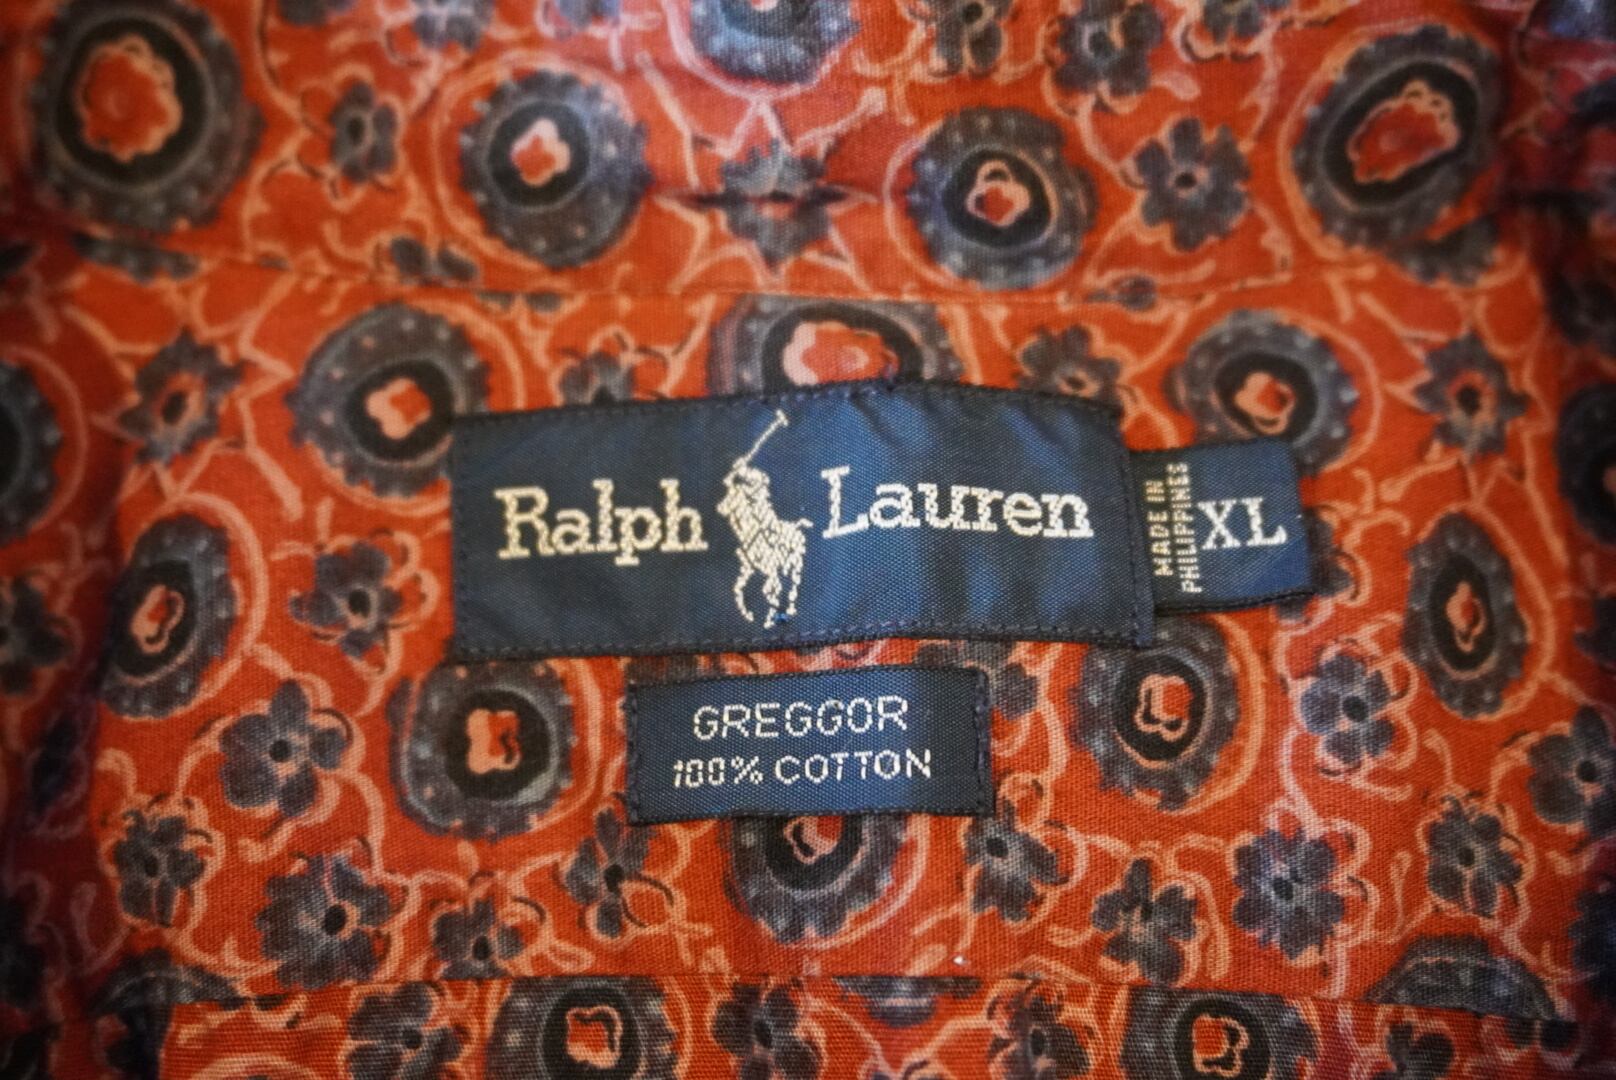 Ralph Lauren
MADE IN
PHILIPPINES
XL
GREGGOR
100% COTTON